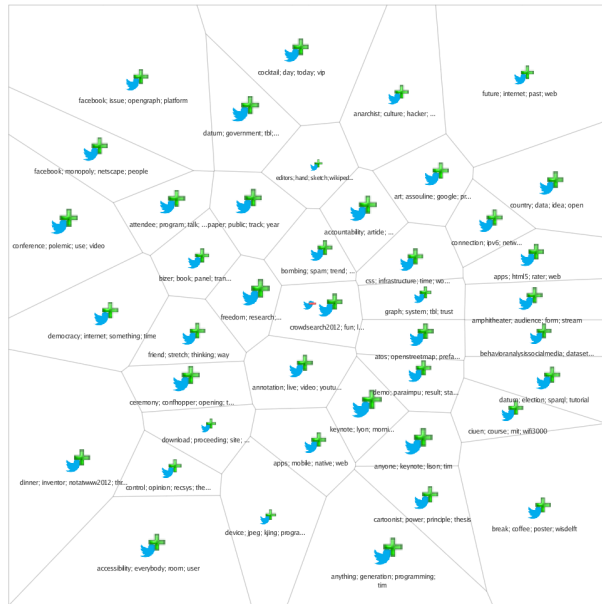 cocktail; day; today; vip
facebook; issue; opengraph; platform
future; internet; past; web
anarchist; culture; hacker; ...
datum; government; tbl;...
facebook; monopoly; netscape; people
editors; hand; sketch; wikiped...
art; assouline; google; pr...
country; data; idea; open
attendee; program; talk; ...
paper; public; track; year
accountability; article; ...
conference; polemic; use; video
connection; ipv6; netw...
bizer; book; panel; tran...
bombing; spam; trend; ...
css; infrastructure; time; wo...
apps; html5; rater; web
freedom; research; ...
crowdsearch2012; fun; l...
graph; system; tbl; trust
amphitheater; audience; form; stream
democracy; internet; something; time
friend; stretch; thinking; way
atos; openstreetmap; prefa...
behavioranalysissocialmedia; dataset...
ceremony; confhopper; opening; t...
annotation; live; video; youtu...
demo; paraimpu; result; sta...
datum; election; sparql; tutorial
ciuen; course; mit; wifi3000
download; proceeding; site; ...
keynote; lyon; morni...
dinner; inventor; notatwww2012; thr...
control; opinion; recsys; the...
apps; mobile; native; web
anyone; keynote; lison; tim
device; jpeg; kjing; progra...
cartoonist; power; principle; thesis
break; coffee; poster; wisdelft
accessibility; everybody; room; user
anything; generation; programming;
tim